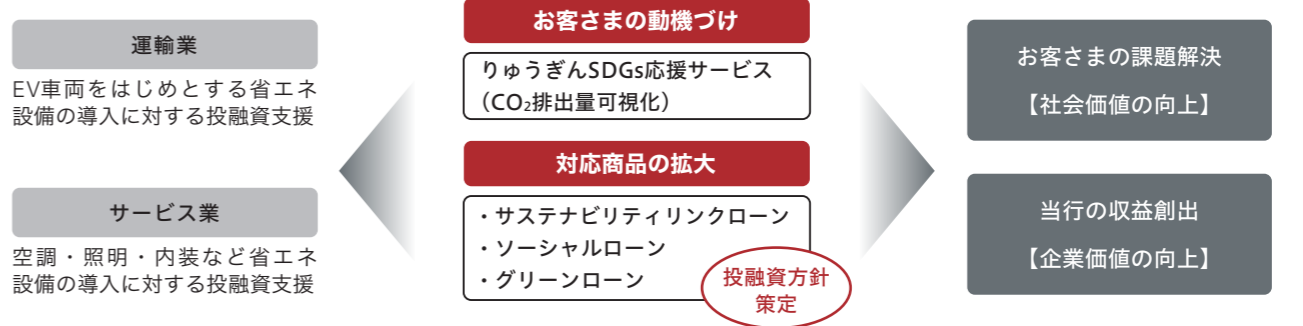 運輸業
EV車両をはじめとする省エネ
設備の導入に対する投融資支援
サービス業
空調・照明・内装など省エネ
設備の導入に対する投融資支援
お客さまの動機づけ
りゅうぎんSDGs応援サービス
（CO₂排出量可視化）
対応商品の拡大
・サステナビリティリンクローン
・ソーシャルローン
・グリーンローン
投融資方針
策定
お客さまの課題解決
【社会価値の向上】
当行の収益創出
【企業価値の向上】